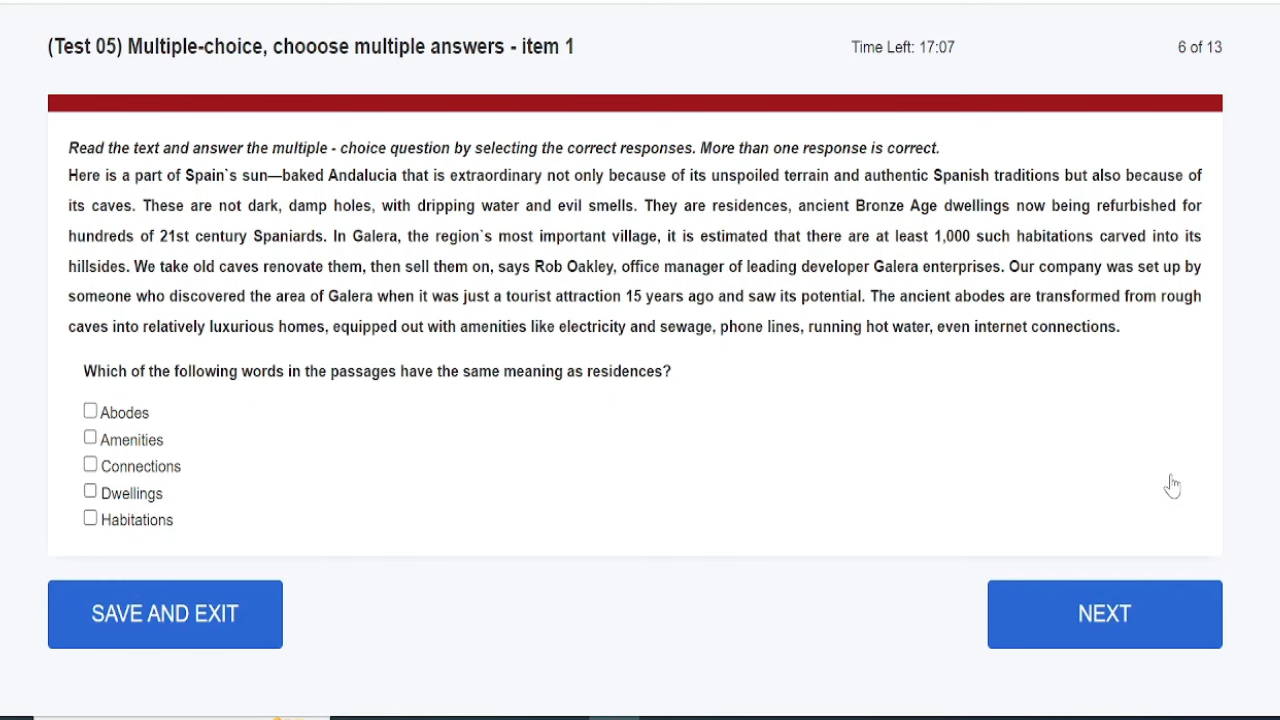 (Test 05) Multiple-choice, chooose multiple answers - item 1
Time Left: 17:07
6 of 13
Read the text and answer the multiple - choice question by selecting the correct responses. More than one response is correct.
Here is a part of Spain`s sun—baked Andalucia that is extraordinary not only because of its unspoiled terrain and authentic Spanish traditions but also because of
its caves. These are not dark, damp holes, with dripping water and evil smells. They are residences, ancient Bronze Age dwellings now being refurbished for
hundreds of 21st century Spaniards. In Galera, the region`s most important village, it is estimated that there are at least 1,000 such habitations carved into its
hillsides. We take old caves renovate them, then sell them on, says Rob Oakley, office manager of leading developer Galera enterprises. Our company was set up by
someone who discovered the area of Galera when it was just a tourist attraction 15 years ago and saw its potential. The ancient abodes are transformed from rough
caves into relatively luxurious homes, equipped out with amenities like electricity and sewage, phone lines, running hot water, even internet connections.
Which of the following words in the passages have the same meaning as residences?
Abodes
Amenities
Connections
Dwellings
Habitations
SAVE AND EXIT
NEXT